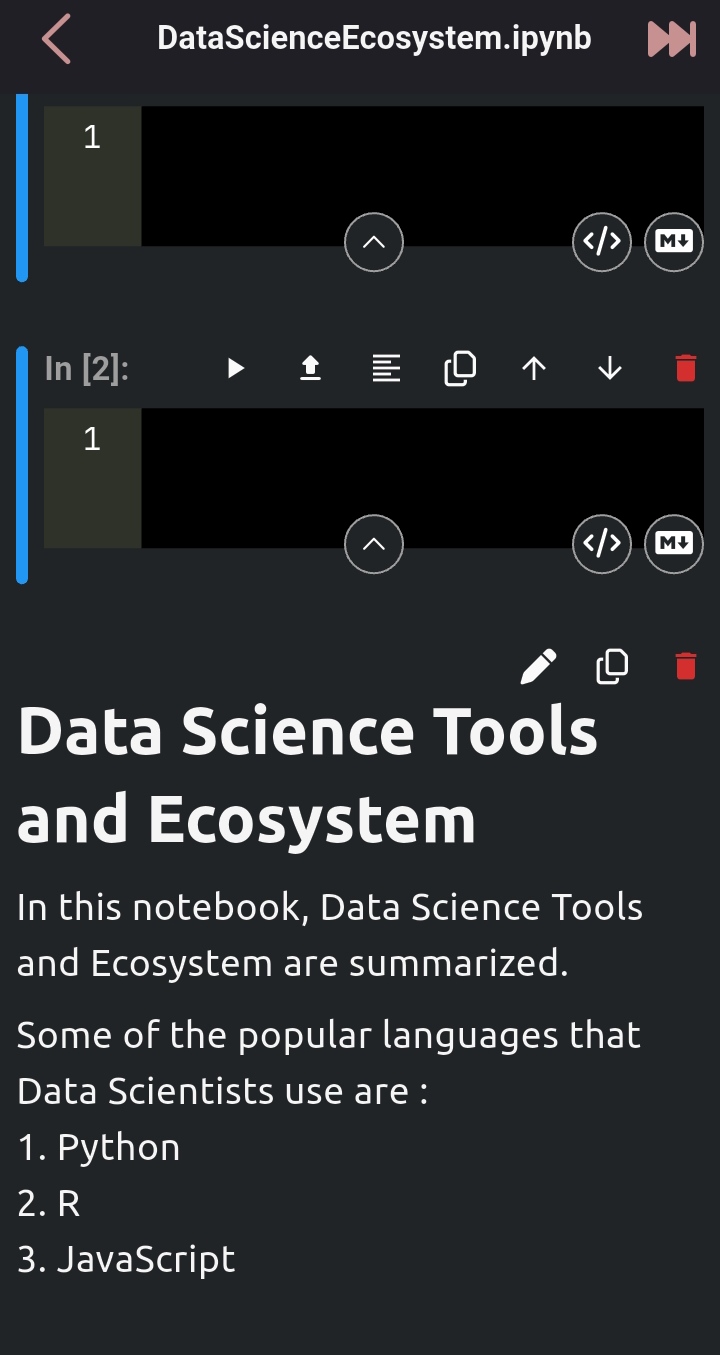 DataScienceEcosystem.ipynb
1
</> M↓
In [2]:
1
</> M↓
Data Science Tools
and Ecosystem
In this notebook, Data Science Tools
and Ecosystem are summarized.
Some of the popular languages that
Data Scientists use are :
1. Python
2. R
3. JavaScript